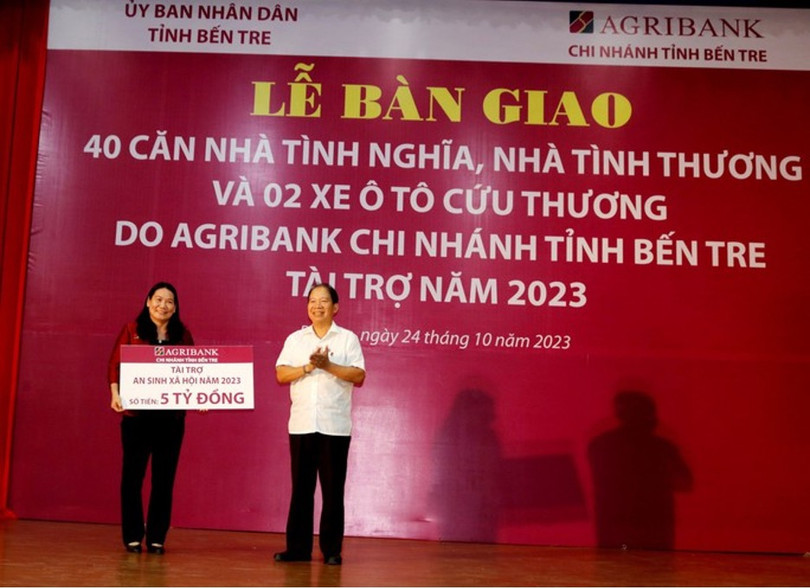 ỦY BAN NHÂN DÂN
TỈNH BẾN TRE
AGRIBANK
CHI NHÁNH TỈNH BẾN TRE
LỄ BÀN GIAO
40 CĂN NHÀ TÌNH NGHĨA, NHÀ TÌNH THƯƠNG
VÀ 02 XE Ô TÔ CỨU THƯƠNG
DO AGRIBANK CHI NHÁNH TỈNH BẾN TRE
TÀI TRỢ NĂM 2023
, ngày 24 tháng 10 năm 2023
AGRIBANK
CHI NHÁNH TỈNH BẾN TRE
TÀI TRỢ
AN SINH XÃ HỘI NĂM 2023
SỐ TIỀN: 5 TỶ ĐỒNG